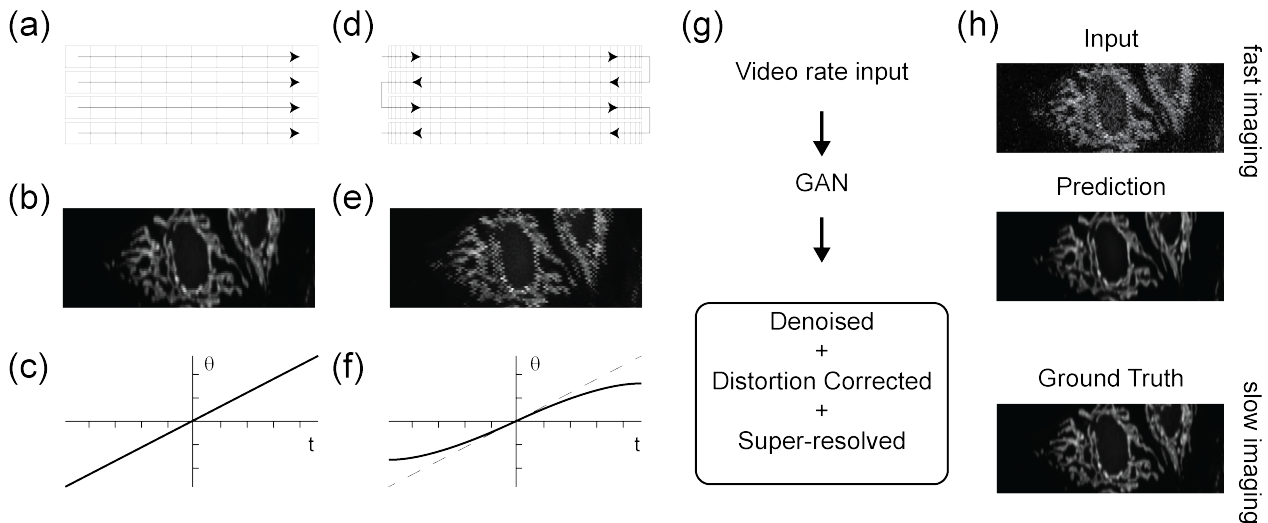 (a)
(d)
(g)
(h)
Input
fast imaging
Video rate input
GAN
Prediction
(b)
(e)
Denoised
+
Distortion Corrected
+
Super-resolved
Ground Truth
slow imaging
(c)
θ
t
(f)
θ
t